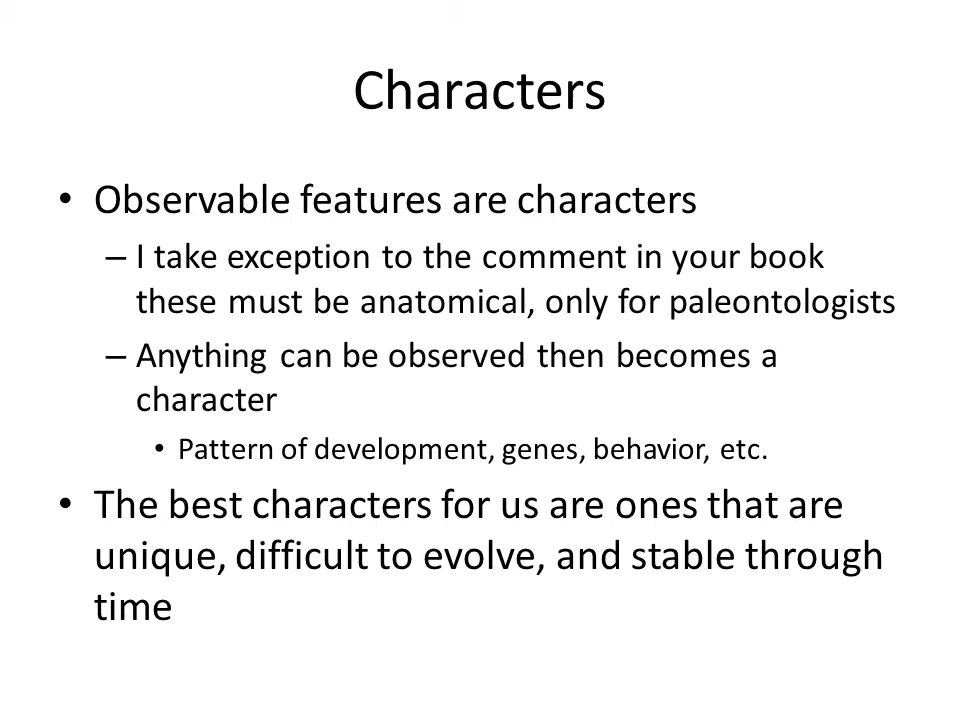 Characters
• Observable features are characters
– I take exception to the comment in your book
these must be anatomical, only for paleontologists
– Anything can be observed then becomes a
character
• Pattern of development, genes, behavior, etc.
• The best characters for us are ones that are
unique, difficult to evolve, and stable through
time